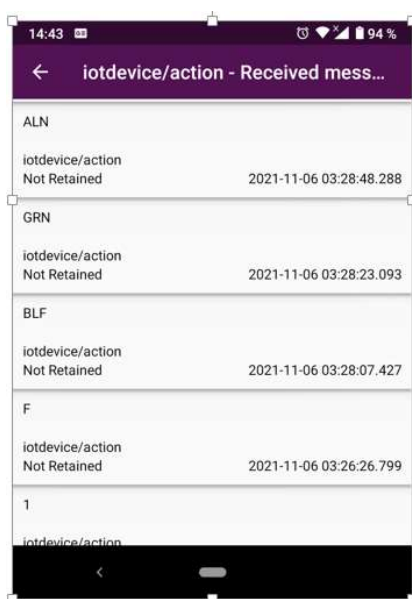 14:43 94 %
iotdevice/action - Received mess...
ALN
iotdevice/action
Not Retained 2021-11-06 03:28:48.288
GRN
iotdevice/action
Not Retained 2021-11-06 03:28:23.093
BLF
iotdevice/action
Not Retained 2021-11-06 03:28:07.427
F
iotdevice/action
Not Retained 2021-11-06 03:26:26.799
1
iotdevice/action